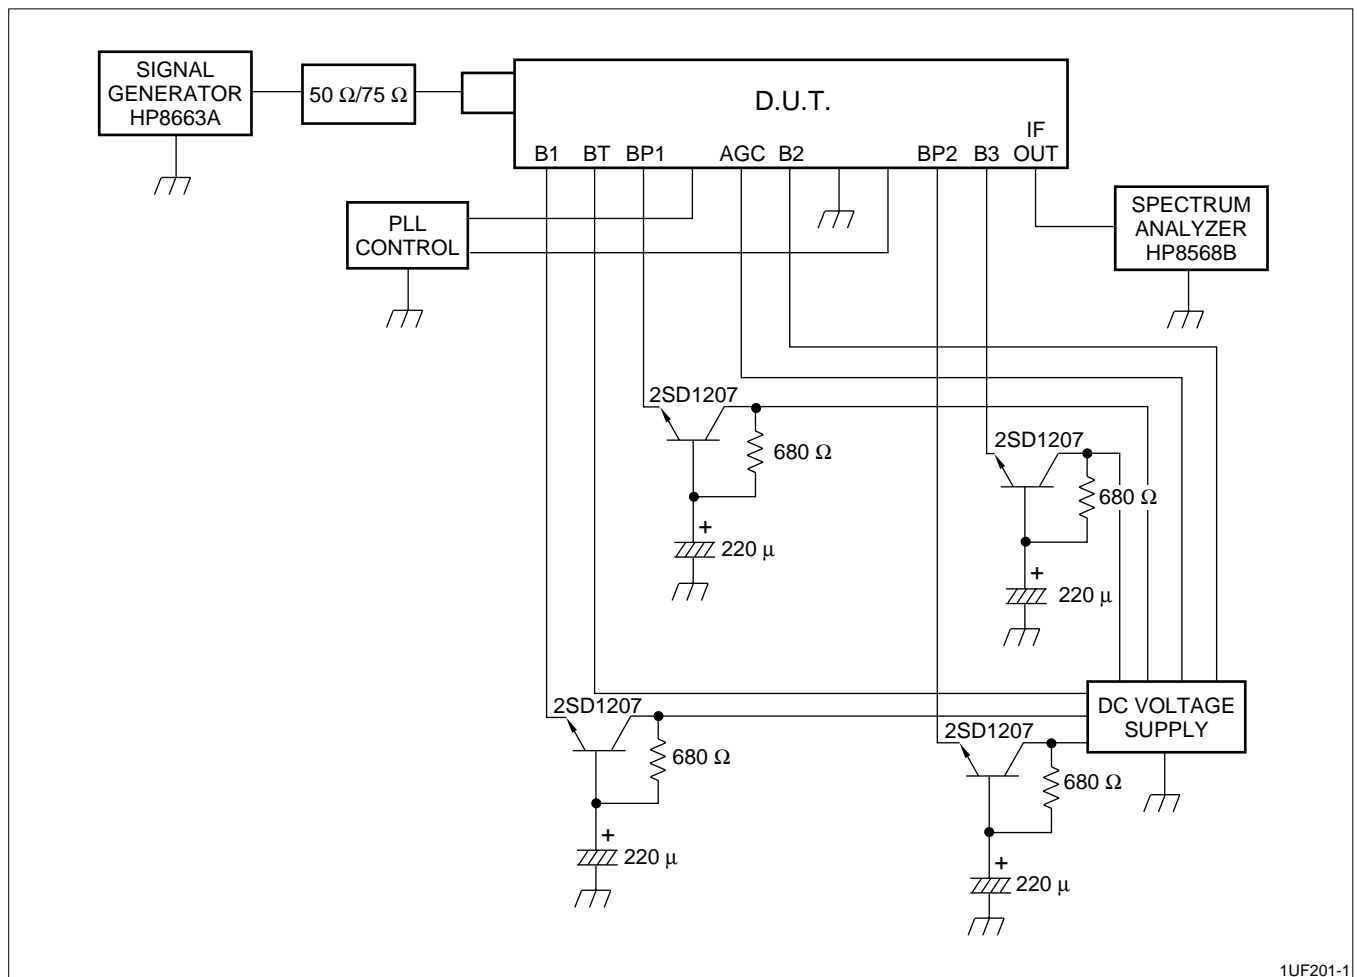 SIGNAL
GENERATOR
HP8663A
50 Ω/75 Ω
D.U.T.
B1 BT BP1 AGC B2 BP2 B3 IF
OUT
PLL
CONTROL
SPECTRUM
ANALYZER
HP8568B
2SD1207
680 Ω
+
220 μ
2SD1207
680 Ω
+
220 μ
2SD1207
680 Ω
+
220 μ
2SD1207
680 Ω
+
220 μ
DC VOLTAGE
SUPPLY
1UF201-1